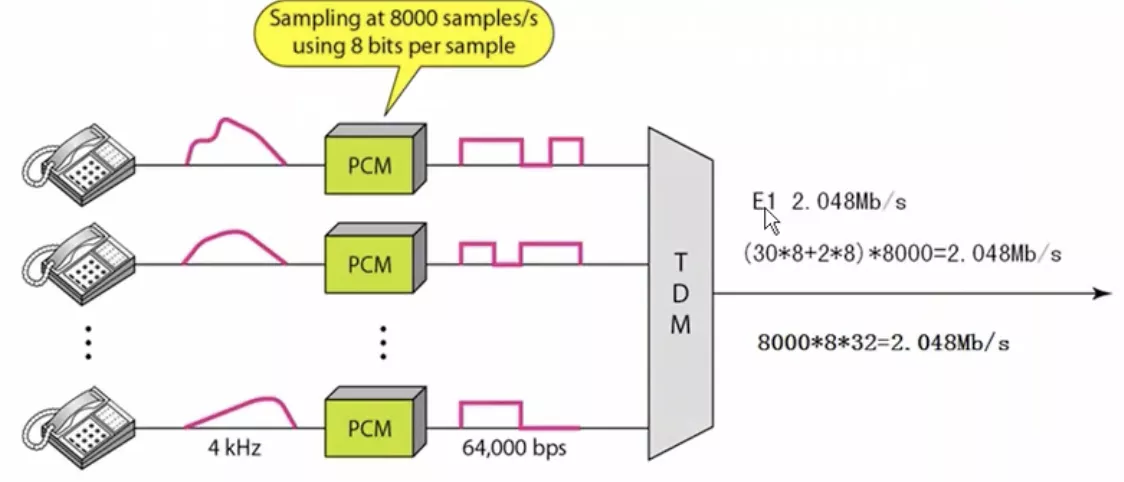 Sampling at 8000 samples/s
using 8 bits per sample
PCM
E1 2.048Mb/s
(30*8+2*8)*8000=2.048Mb/s
PCM
TDM
8000*8*32=2.048Mb/s
PCM
4 kHz
64,000 bps